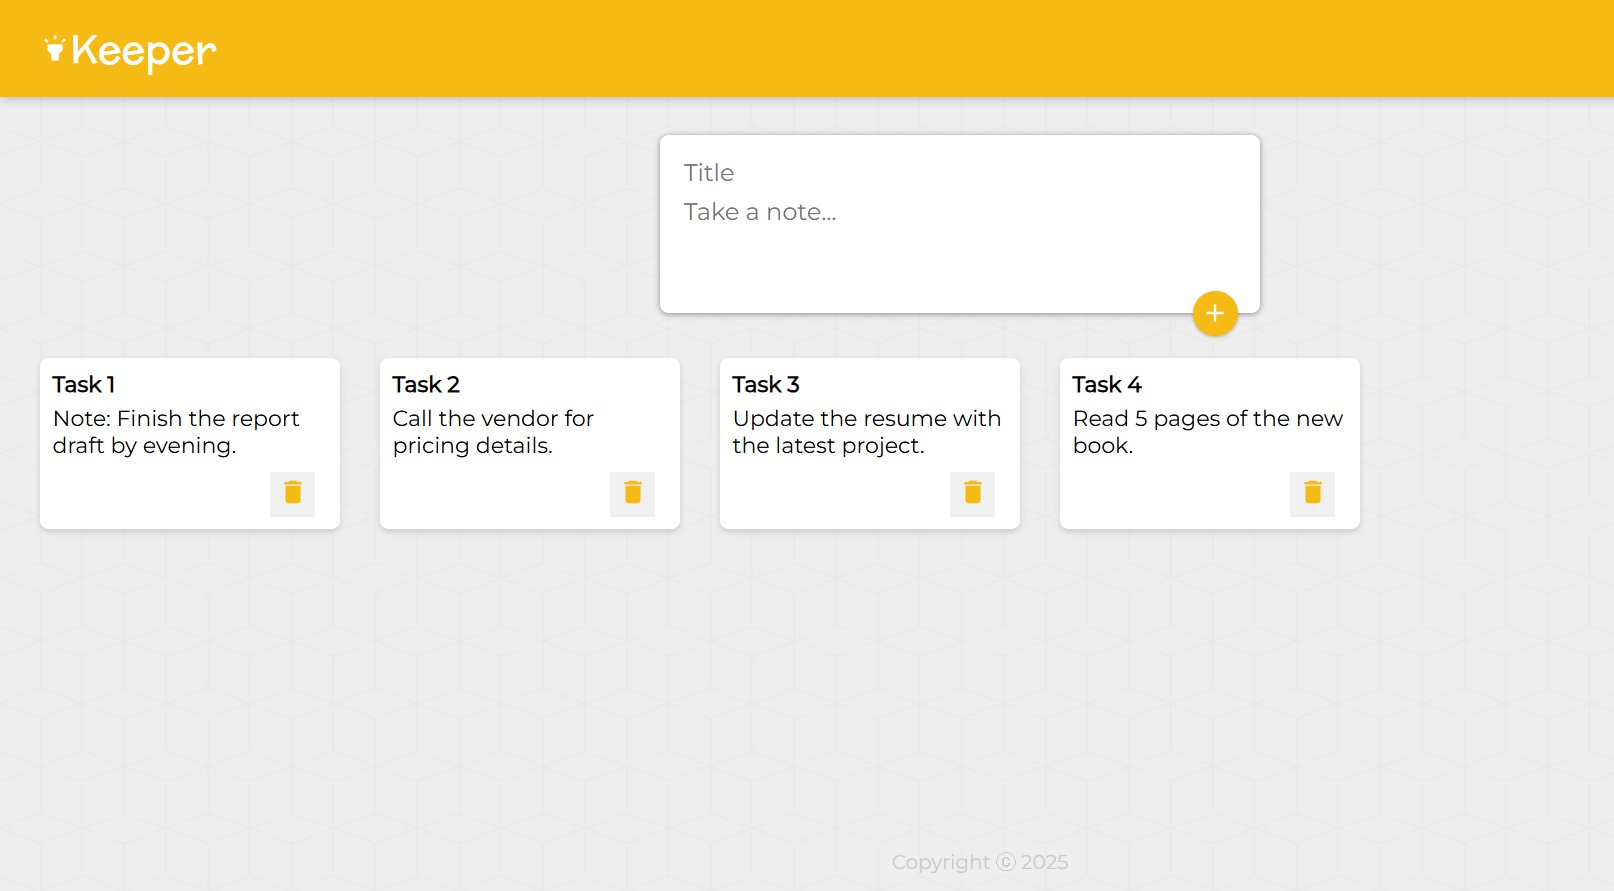 Keeper
Title
Take a note...
Task 1
Note: Finish the report
draft by evening.
Task 2
Call the vendor for
pricing details.
Task 3
Update the resume with
the latest project.
Task 4
Read 5 pages of the new
book.
Copyright ⓒ 2025